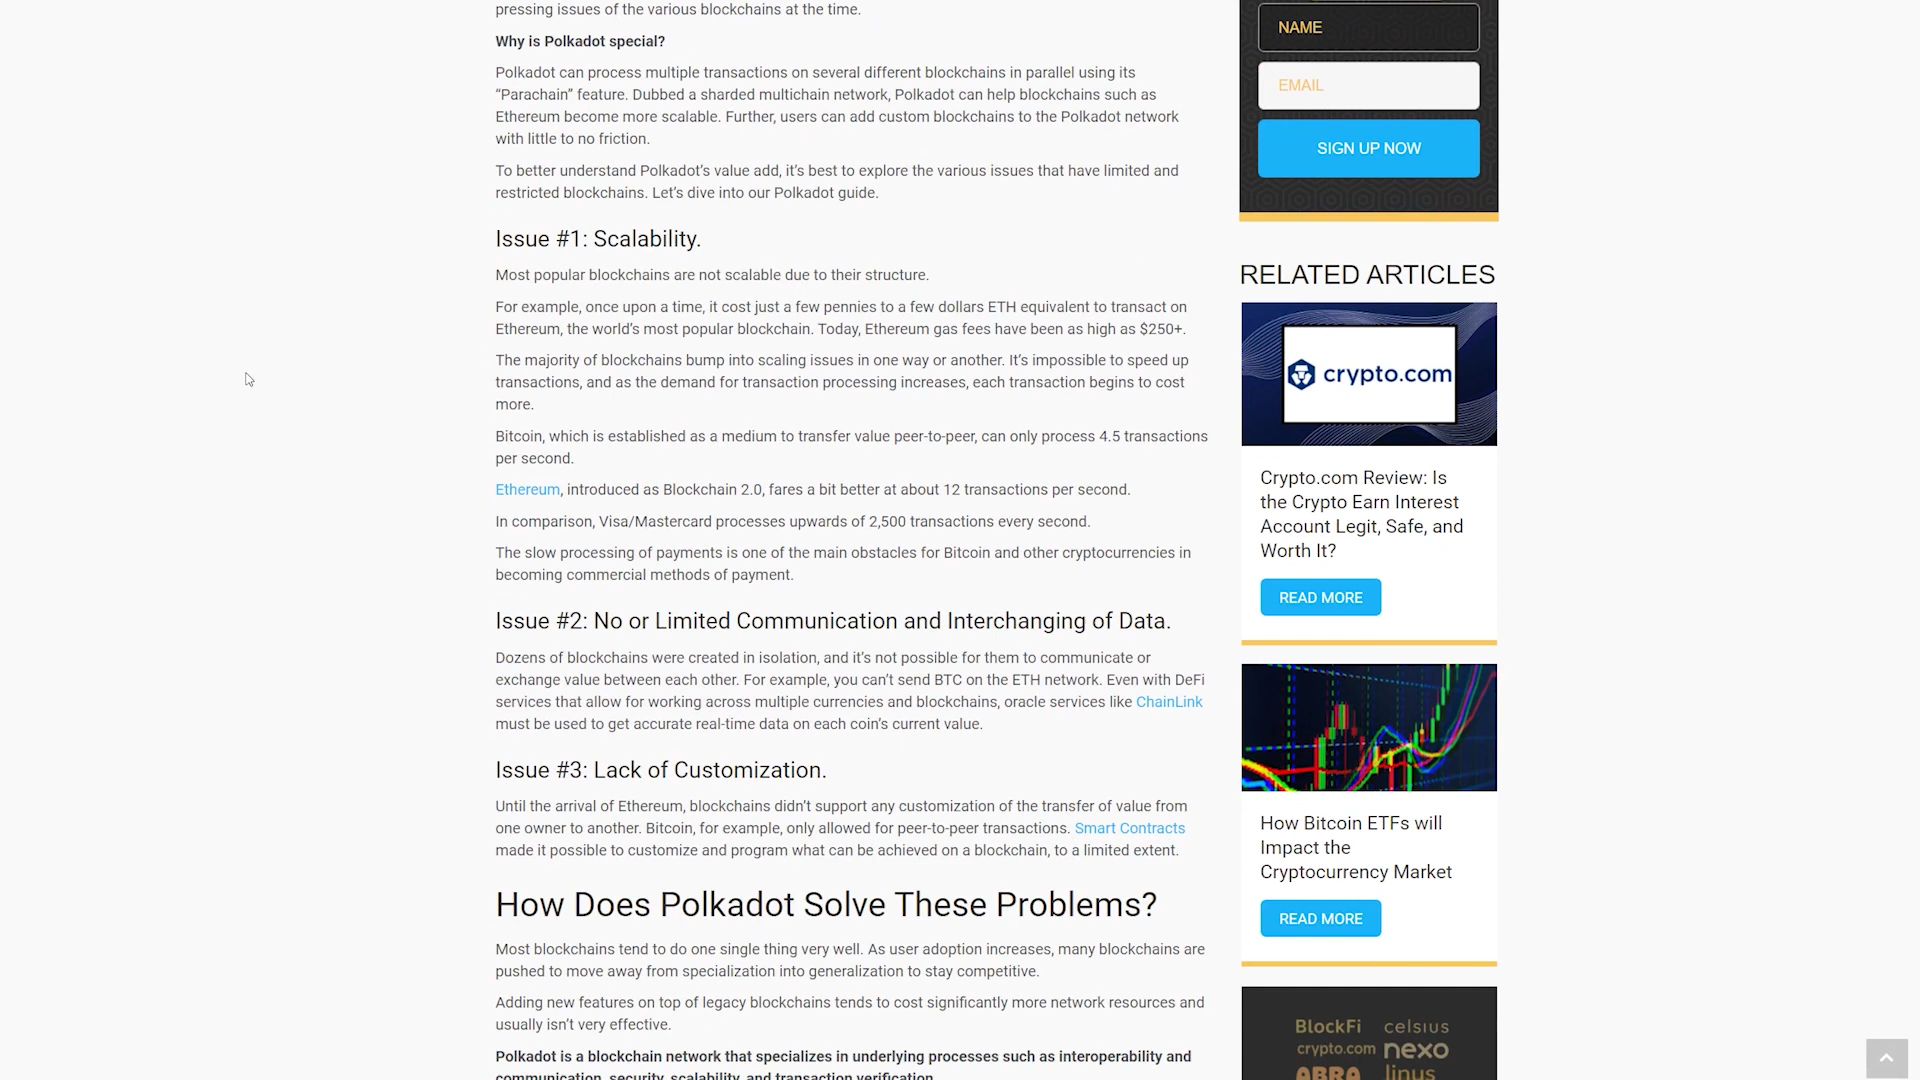 pressing issues of the various blockchains at the time.
Why is Polkadot special?
Polkadot can process multiple transactions on several different blockchains in parallel using its
“Parachain” feature. Dubbed a sharded multichain network, Polkadot can help blockchains such as
Ethereum become more scalable. Further, users can add custom blockchains to the Polkadot network
with little to no friction.
To better understand Polkadot’s value add, it’s best to explore the various issues that have limited and
restricted blockchains. Let’s dive into our Polkadot guide.
Issue #1: Scalability.
Most popular blockchains are not scalable due to their structure.
For example, once upon a time, it cost just a few pennies to a few dollars ETH equivalent to transact on
Ethereum, the world’s most popular blockchain. Today, Ethereum gas fees have been as high as $250+.
The majority of blockchains bump into scaling issues in one way or another. It’s impossible to speed up
transactions, and as the demand for transaction processing increases, each transaction begins to cost
more.
Bitcoin, which is established as a medium to transfer value peer-to-peer, can only process 4.5 transactions
per second.
Ethereum, introduced as Blockchain 2.0, fares a bit better at about 12 transactions per second.
In comparison, Visa/Mastercard processes upwards of 2,500 transactions every second.
The slow processing of payments is one of the main obstacles for Bitcoin and other cryptocurrencies in
becoming commercial methods of payment.
Issue #2: No or Limited Communication and Interchanging of Data.
Dozens of blockchains were created in isolation, and it’s not possible for them to communicate or
exchange value between each other. For example, you can’t send BTC on the ETH network. Even with DeFi
services that allow for working across multiple currencies and blockchains, oracle services like ChainLink
must be used to get accurate real-time data on each coin’s current value.
Issue #3: Lack of Customization.
Until the arrival of Ethereum, blockchains didn’t support any customization of the transfer of value from
one owner to another. Bitcoin, for example, only allowed for peer-to-peer transactions. Smart Contracts
made it possible to customize and program what can be achieved on a blockchain, to a limited extent.
How Does Polkadot Solve These Problems?
Most blockchains tend to do one single thing very well. As user adoption increases, many blockchains are
pushed to move away from specialization into generalization to stay competitive.
Adding new features on top of legacy blockchains tends to cost significantly more network resources and
usually isn’t very effective.
Polkadot is a blockchain network that specializes in underlying processes such as interoperability and
communication, security, scalability, and transaction verification.
NAME
EMAIL
SIGN UP NOW
RELATED ARTICLES
crypto.com
Crypto.com Review: Is
the Crypto Earn Interest
Account Legit, Safe, and
Worth It?
READ MORE
How Bitcoin ETFs will
Impact the
Cryptocurrency Market
READ MORE
BlockFi celsius
crypto.com nexo
ABRA linus